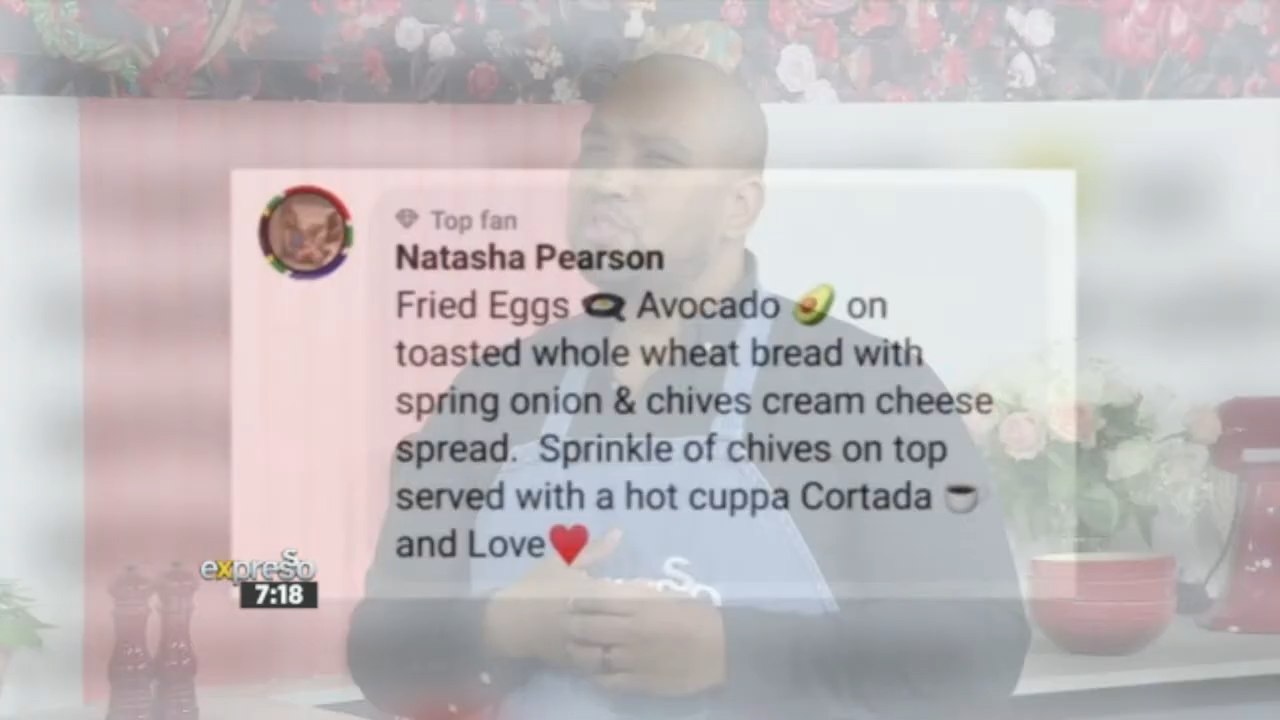 Top fan
Natasha Pearson
Fried Eggs 🍳 Avocado 🥑 on
toasted whole wheat bread with
spring onion & chives cream cheese
spread. Sprinkle of chives on top
served with a hot cuppa Cortada ☕
and Love❤️
expresso
7:18